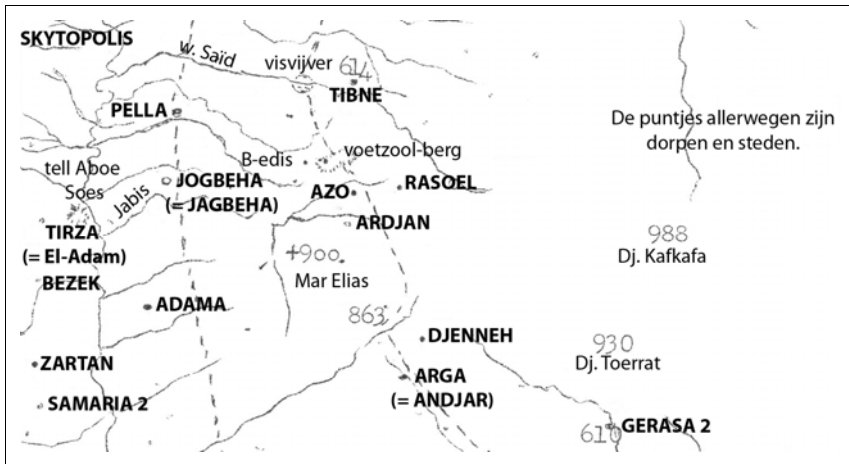 SKYTOPOLIS
w. Saïd
visvijver
614
TIBNE
PELLA
De puntjes allerwegen zijn
dorpen en steden.
B-edis
voetzool-berg
tell Aboe
Soes
Jabis
JOGBEHA
(= JAGBEHA)
AZO
RASOEL
ARDJAN
TIRZA
(= El-Adam)
988
Dj. Kafkafa
+900
Mar Elias
BEZEK
ADAMA
863
DJENNEH
930
Dj. Toerrat
ZARTAN
ARGA
(= ANDJAR)
SAMARIA 2
610
GERASA 2